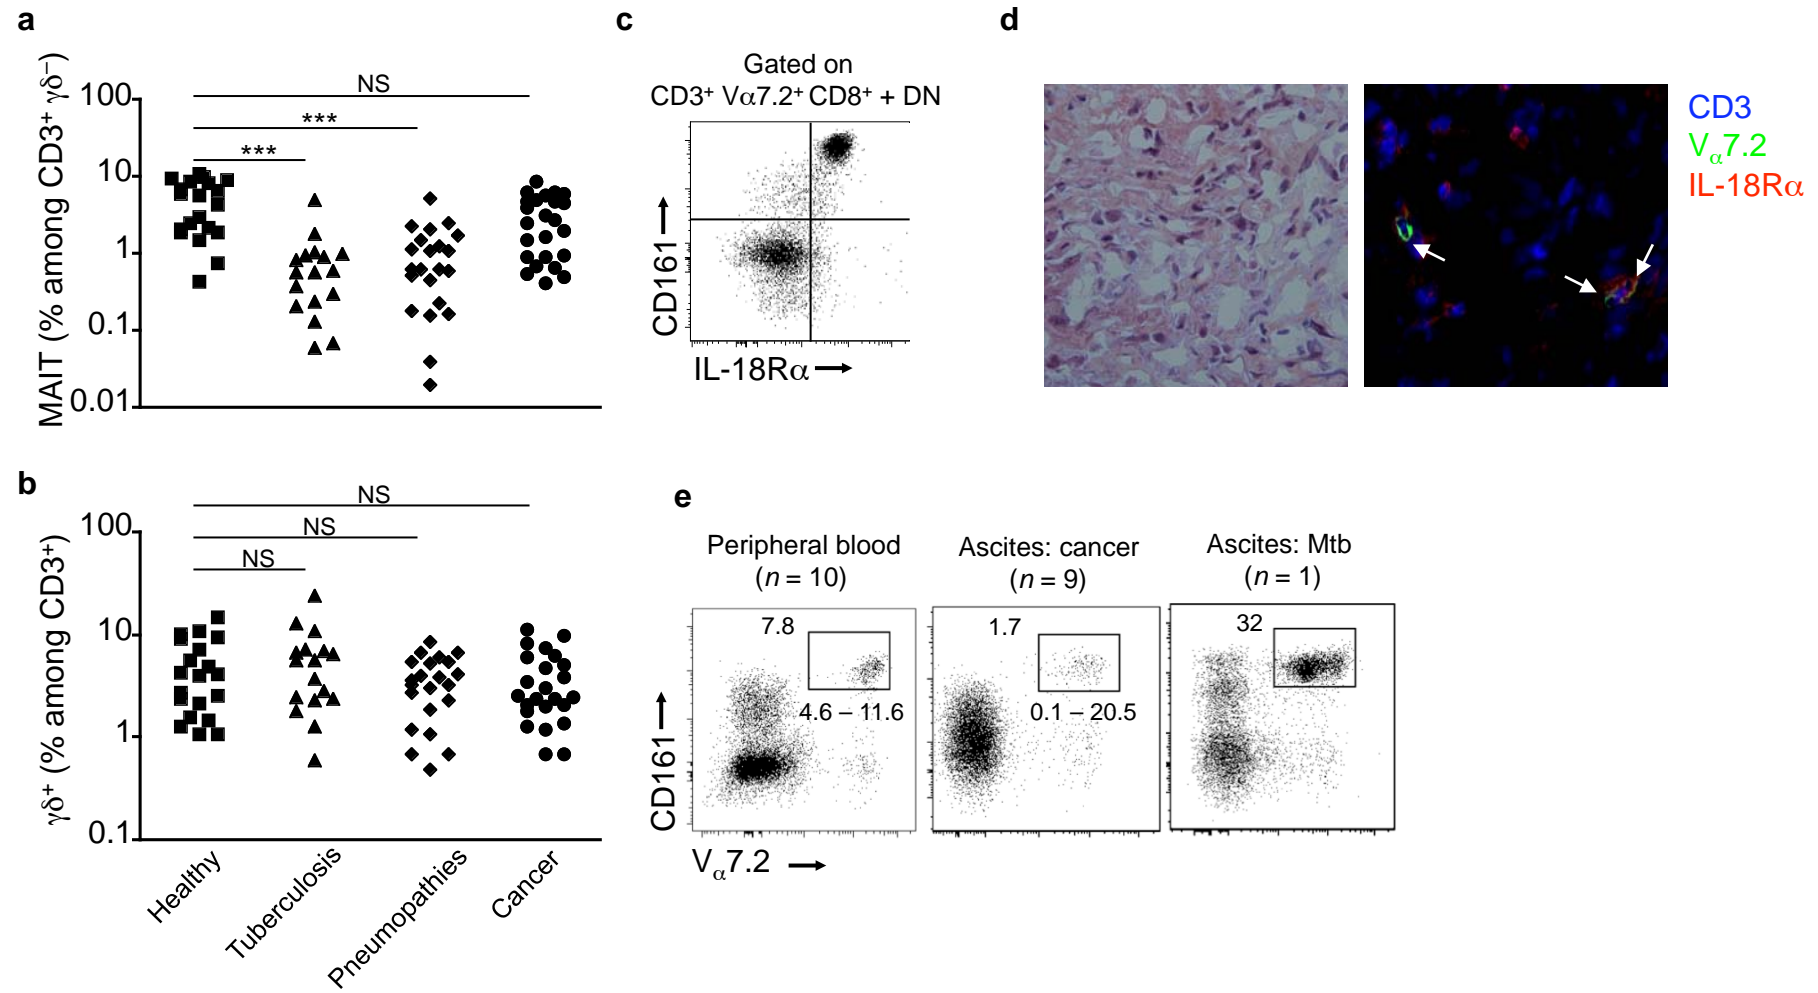 a
MAIT (% among CD3⁺ γδ⁻)
100
10
1
0.1
0.01
NS
***
***
b
γδ⁺ (% among CD3⁺)
100
10
1
0.1
NS
NS
NS
Healthy
Tuberculosis
Pneumopathies
Cancer
c
Gated on
CD3⁺ Vα7.2⁺ CD8⁺ + DN
CD161
IL-18Rα
d
CD3
Vα7.2
IL-18Rα
e
Peripheral blood
(n = 10)
7.8
4.6 – 11.6
Ascites: cancer
(n = 9)
1.7
0.1 – 20.5
Ascites: Mtb
(n = 1)
32
CD161
Vα7.2